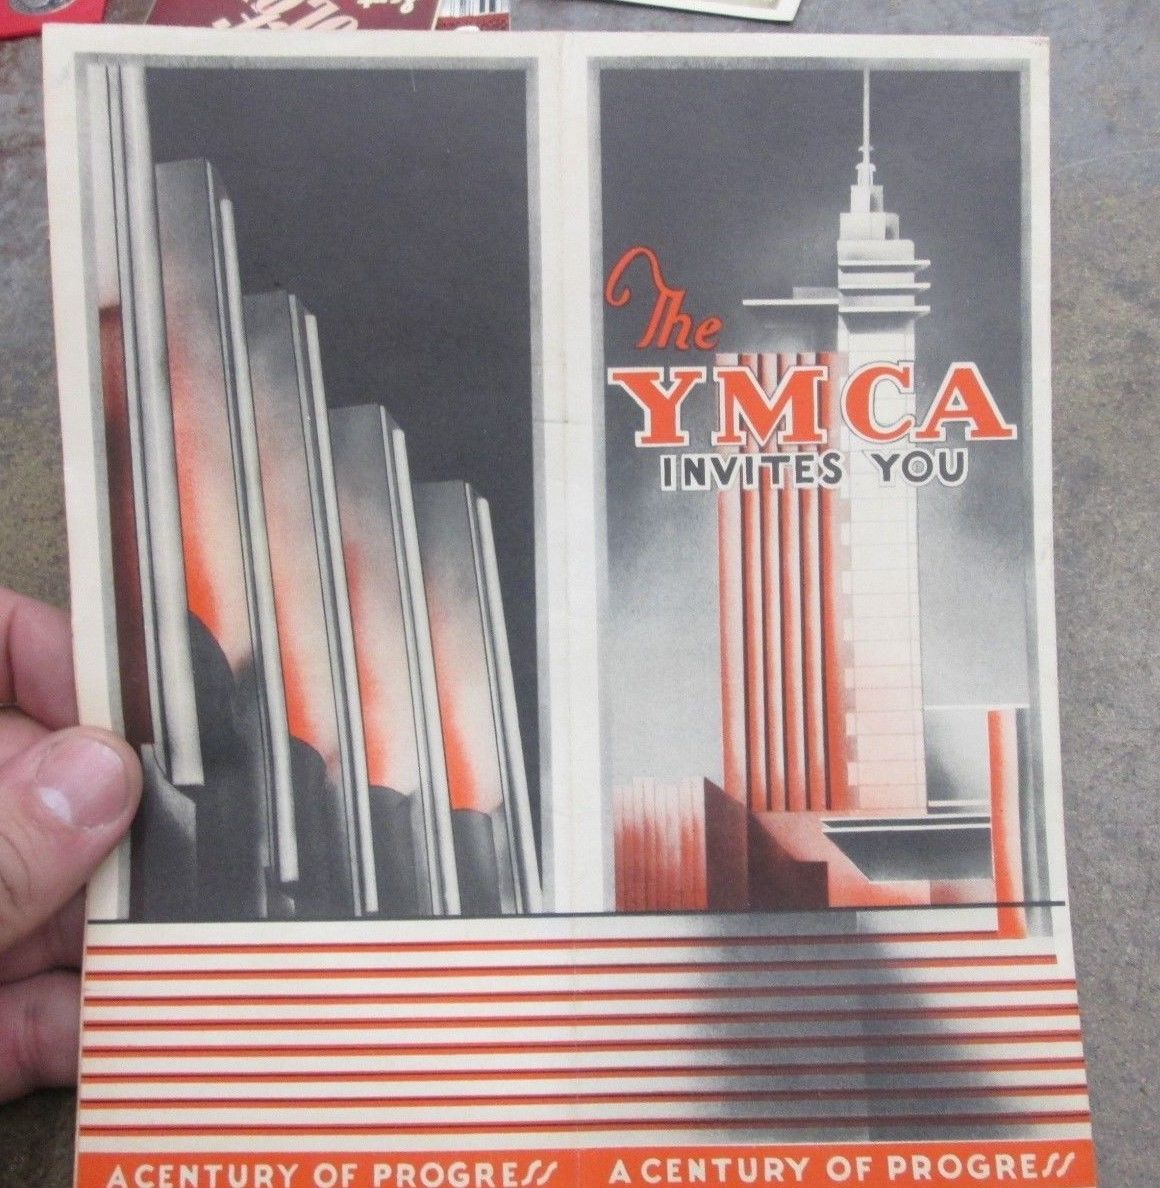 The
YMCA
INVITES YOU
A CENTURY OF PROGRESS
A CENTURY OF PROGRESS